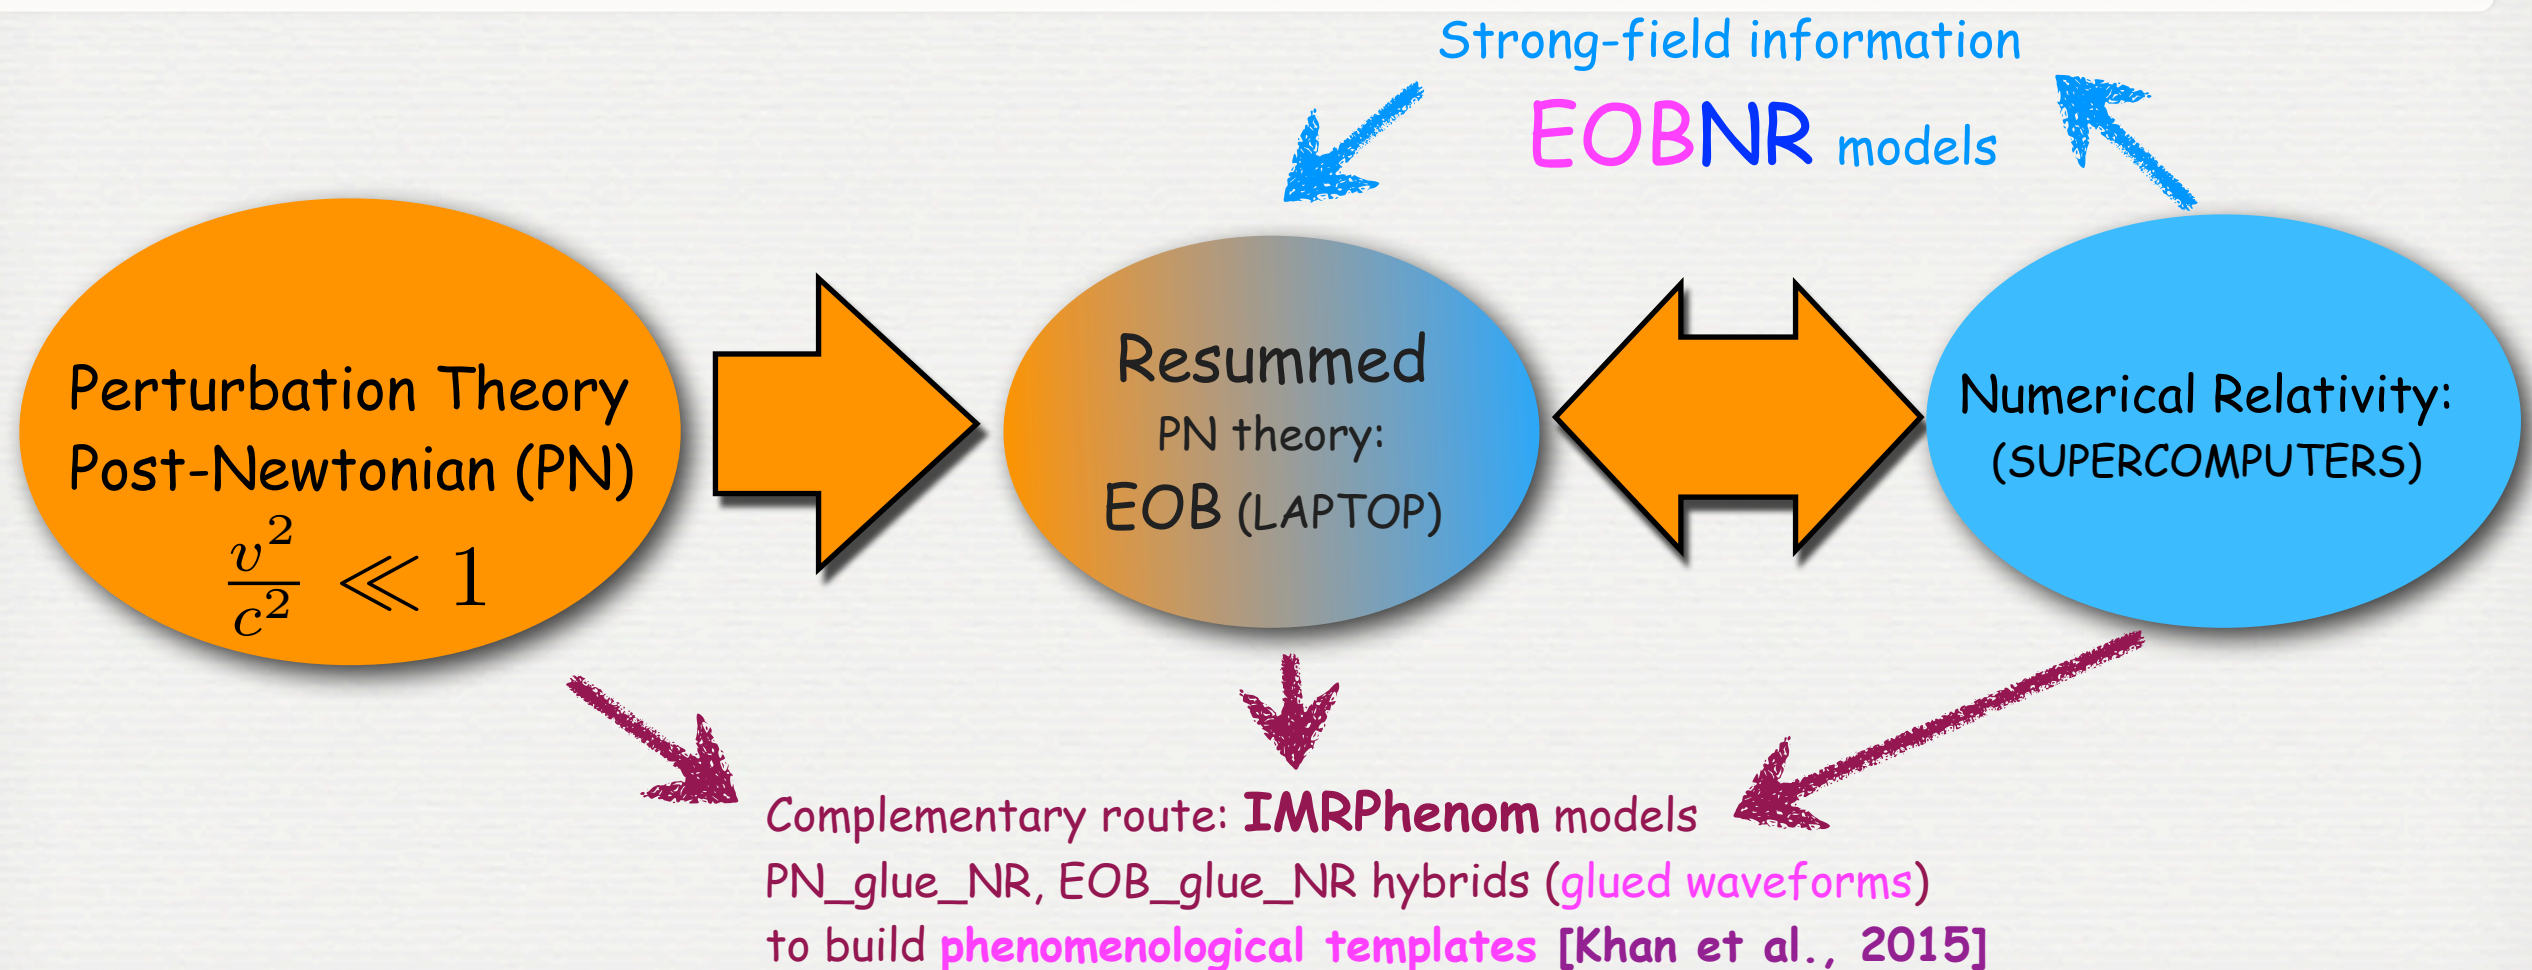 Strong-field information
EOBNR models
Perturbation Theory
Post-Newtonian (PN)
v²/c² ≪ 1
Resummed
PN theory:
EOB (LAPTOP)
Numerical Relativity:
(SUPERCOMPUTERS)
Complementary route: IMRPhenom models
PN_glue_NR, EOB_glue_NR hybrids (glued waveforms)
to build phenomenological templates [Khan et al., 2015]